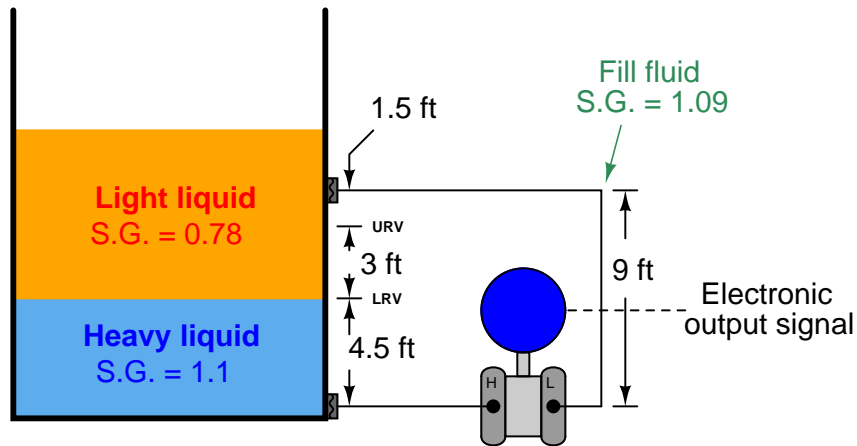 Fill fluid
S.G. = 1.09
1.5 ft
Light liquid
S.G. = 0.78
URV
3 ft
9 ft
LRV
Electronic
output signal
Heavy liquid
S.G. = 1.1
4.5 ft
H
L